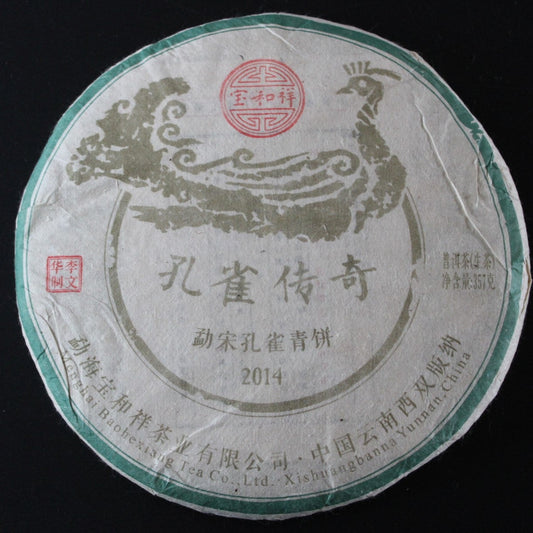 宝和祥
孔雀传奇
勐宋孔雀青饼
2014
普洱茶(生茶)
净含量:357克
李文
华制
勐海宝和祥茶业有限公司·中国云南西双版纳
Menghai Baohexiang Tea Co.,Ltd. Xishuangbanna Yunnan,China